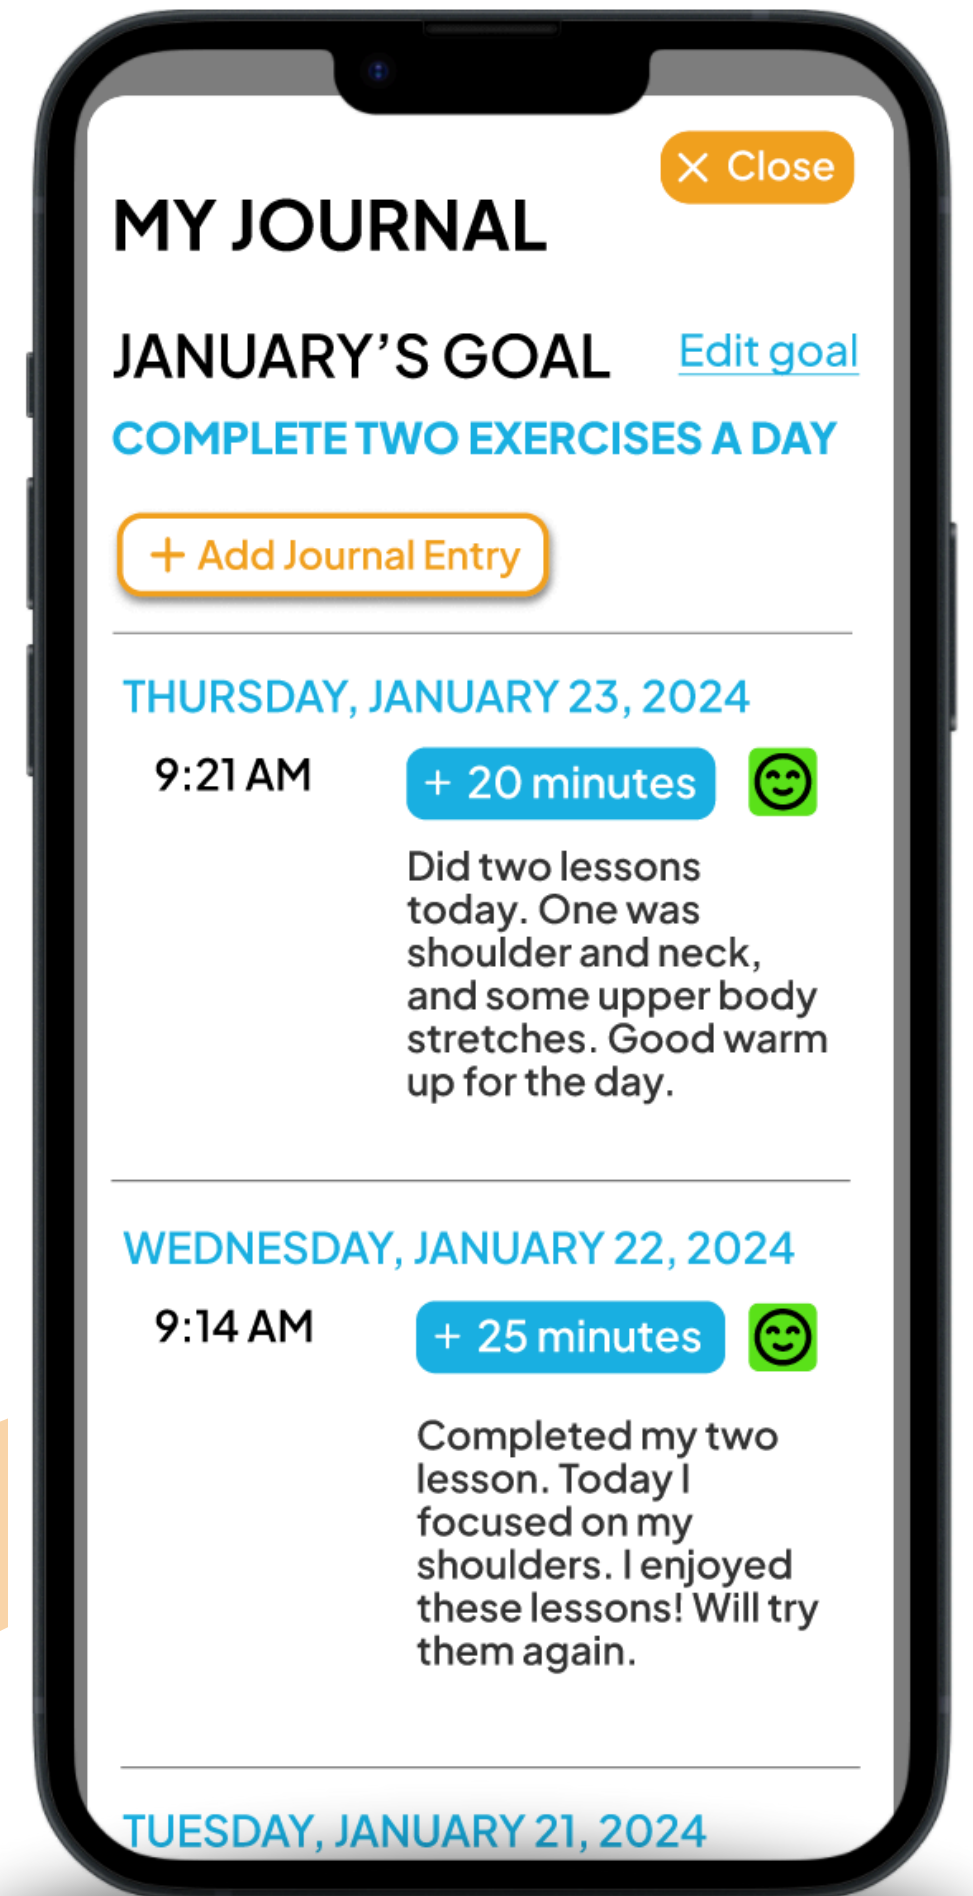 × Close
MY JOURNAL
JANUARY’S GOAL
Edit goal
COMPLETE TWO EXERCISES A DAY
+ Add Journal Entry
THURSDAY, JANUARY 23, 2024
9:21 AM
+ 20 minutes
Did two lessons
today. One was
shoulder and neck,
and some upper body
stretches. Good warm
up for the day.
WEDNESDAY, JANUARY 22, 2024
9:14 AM
+ 25 minutes
Completed my two
lesson. Today I
focused on my
shoulders. I enjoyed
these lessons! Will try
them again.
TUESDAY, JANUARY 21, 2024